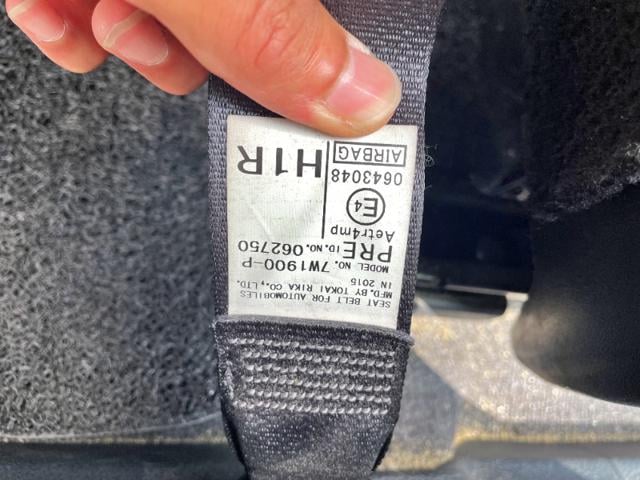 SEAT BELT FOR AUTOMOBILES
MFD. BY TOKAI RIKA CO., LTD.
IN 2015
MODEL NO. 7W1900-P
PRE ID.NO. 062750
Aetr4mp
E4
0643048
H1R
AIRBAG